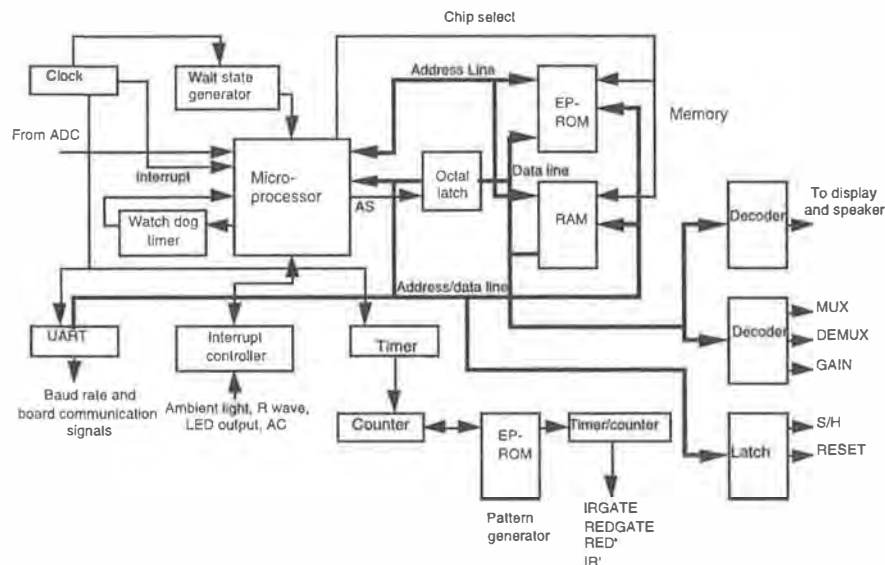 Chip select
Clock
Wait state
generator
Address Line
EP-
ROM
Memory
From ADC
Interrupt
Micro-
processor
Octal
latch
Data line
AS
RAM
Watch dog
timer
Decoder
To display
and speaker
Address/data line
UART
Interrupt
controller
Timer
Decoder
MUX
DEMUX
GAIN
Baud rate and
board communication
signals
Ambient light, R wave,
LED output, AC
Counter
EP-
ROM
Timer/counter
Latch
S/H
RESET
Pattern
generator
IRGATE
REDGATE
RED*
IR'